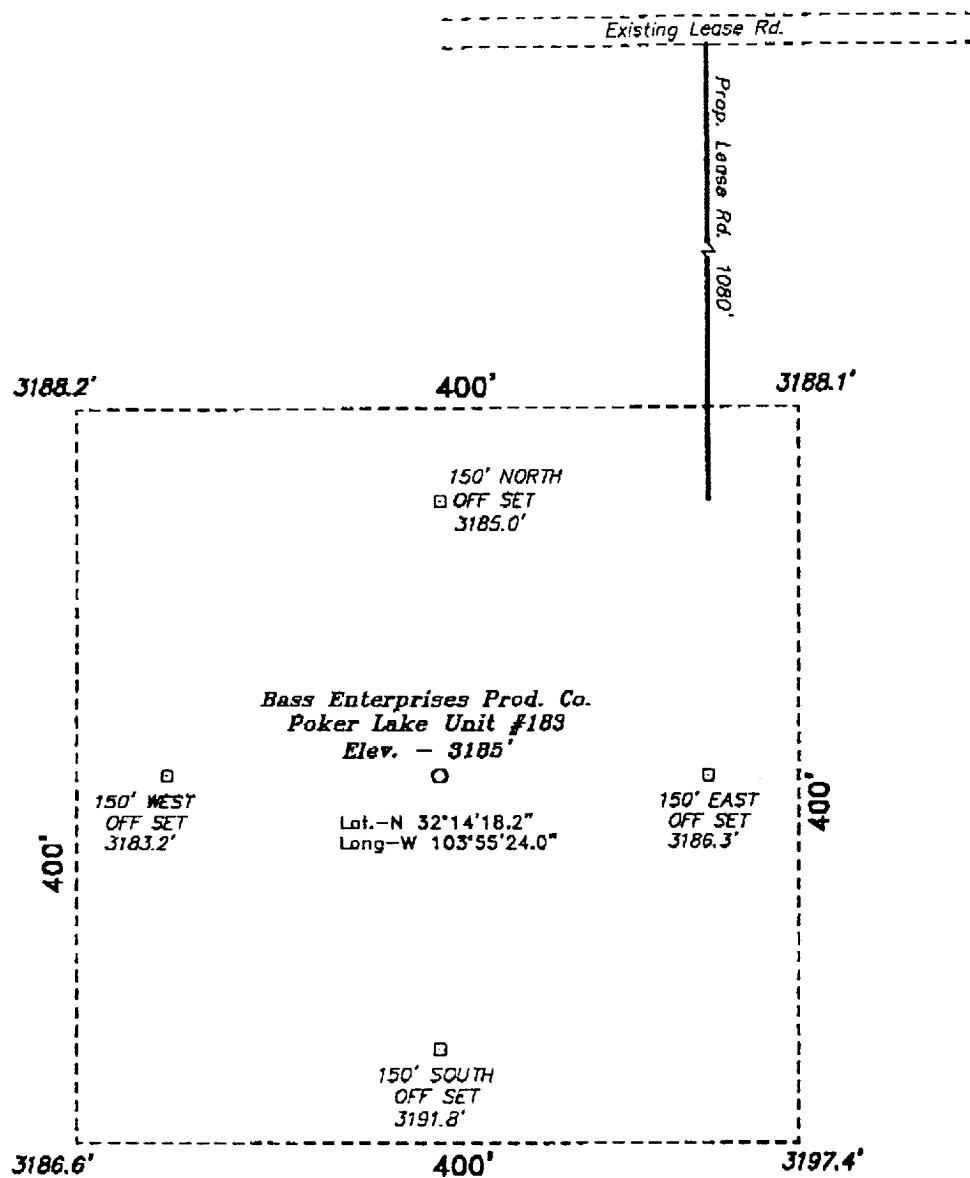 Existing Lease Rd.
Prop. Lease Rd. 1080'
3188.2'
400'
3188.1'
150' NORTH
OFF SET
3185.0'
Bass Enterprises Prod. Co.
Poker Lake Unit #183
Elev. - 3185'
150' WEST
OFF SET
3183.2'
Lat.-N 32°14'18.2"
Long-W 103°55'24.0"
150' EAST
OFF SET
3186.3'
400'
400'
150' SOUTH
OFF SET
3191.8'
3186.6'
400'
3197.4'